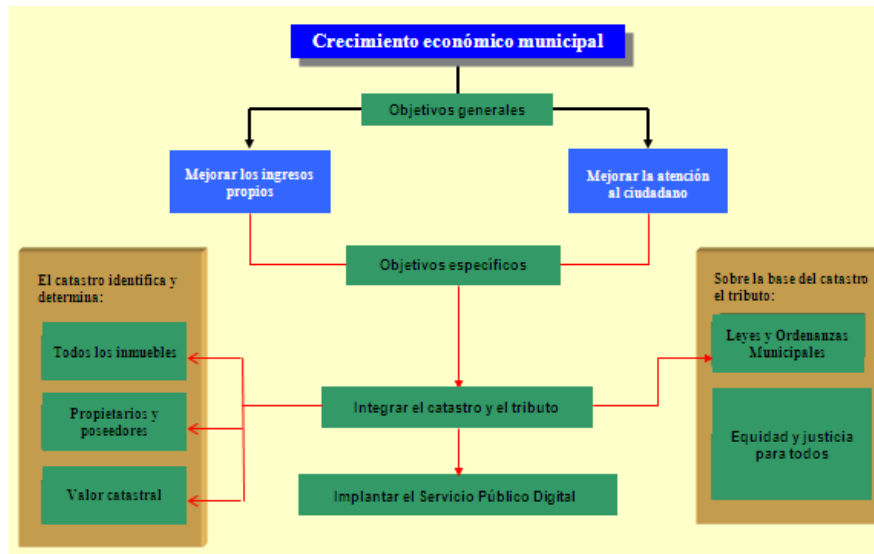 Crecimiento económico municipal
Objetivos generales
Mejorar los ingresos
propios
Mejorar la atención
al ciudadano
Objetivos específicos
El catastro identifica y
determina:
Todos los inmuebles
Propietarios y
poseedores
Valor catastral
Sobre la base del catastro
el tributo:
Leyes y Ordenanzas
Municipales
Equidad y justicia
para todos
Integrar el catastro y el tributo
Implantar el Servicio Público Digital